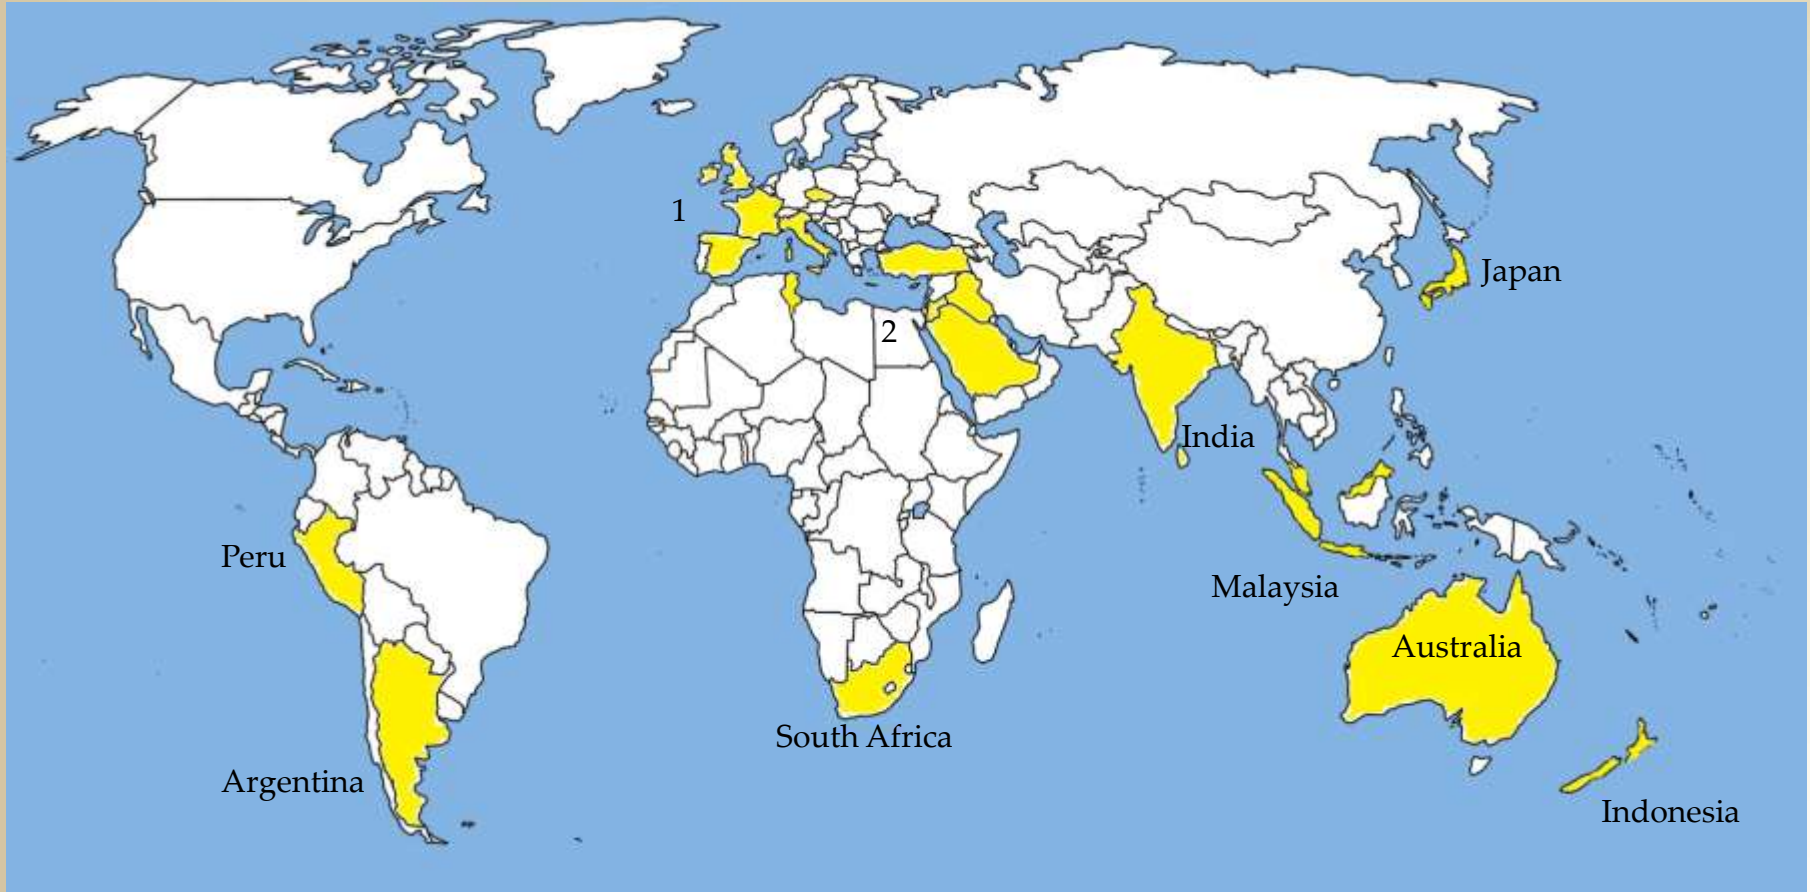 1
Japan
2
India
Peru
Malaysia
Australia
South Africa
Argentina
Indonesia